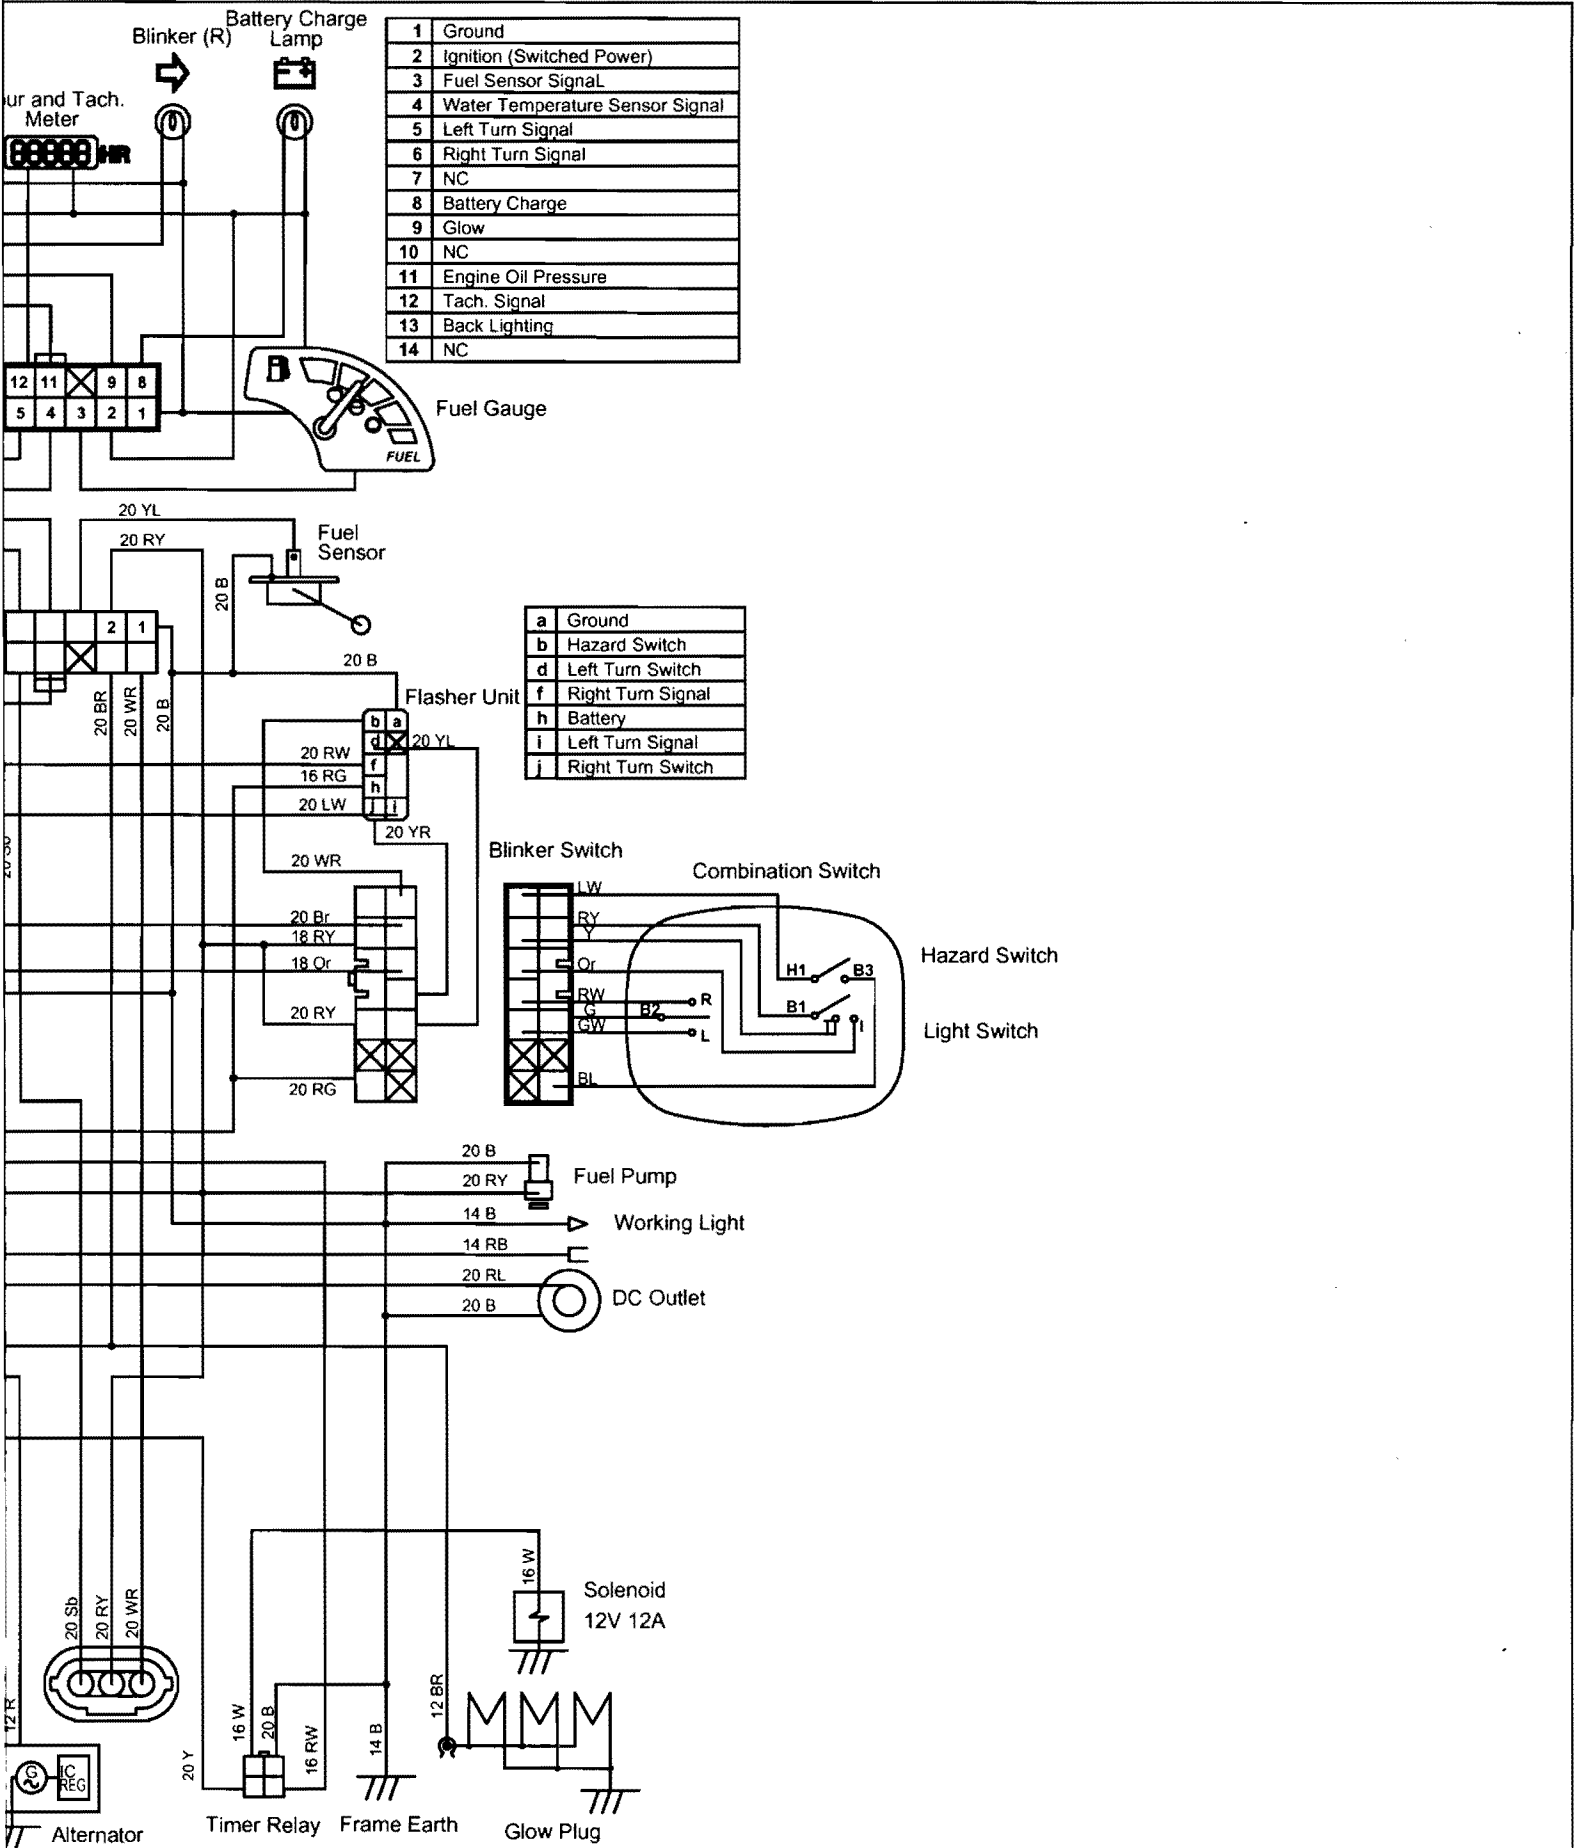 Battery Charge
Lamp
Blinker (R)
ur and Tach.
Meter
HR
1 Ground
2 Ignition (Switched Power)
3 Fuel Sensor SignaL
4 Water Temperature Sensor Signal
5 Left Turn Signal
6 Right Turn Signal
7 NC
8 Battery Charge
9 Glow
10 NC
11 Engine Oil Pressure
12 Tach. Signal
13 Back Lighting
14 NC
12 11 9 8
5 4 3 2 1
Fuel Gauge
FUEL
20 YL
20 RY
Fuel
Sensor
20 B
2 1
20 B
20 BR
20 WR
20 B
a Ground
b Hazard Switch
d Left Turn Switch
f Right Turn Signal
h Battery
i Left Turn Signal
j Right Turn Switch
Flasher Unit
b a
d
f
h
j i
20 YL
20 RW
16 RG
20 LW
20 YR
20 WR
Blinker Switch
Combination Switch
20 Br
18 RY
18 Or
20 RY
20 RG
LW
RY
Y
Or
RW
G
GW
BL
H1 B3
B1
T I
B2
R
L
Hazard Switch
Light Switch
20 B
20 RY
Fuel Pump
14 B
Working Light
14 RB
20 RL
20 B
DC Outlet
16 W
Solenoid
12V 12A
20 Sb
20 RY
20 WR
12 R
20 Y
16 W
20 B
16 RW
14 B
12 BR
G
IC
REG
Alternator
Timer Relay
Frame Earth
Glow Plug